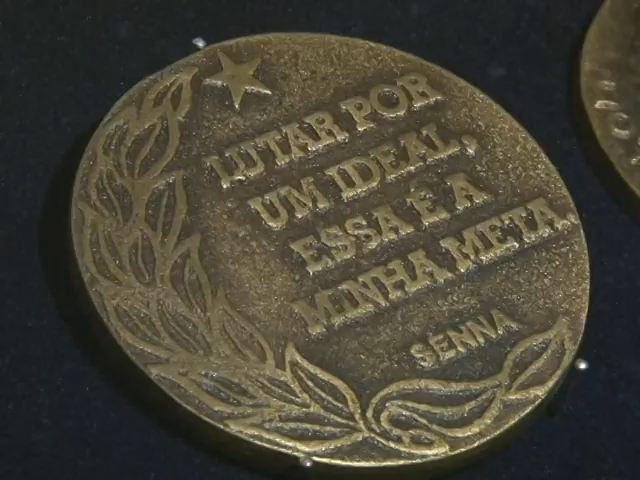 LUTAR POR
UM IDEAL,
ESSA É A
MINHA META.
SENNA